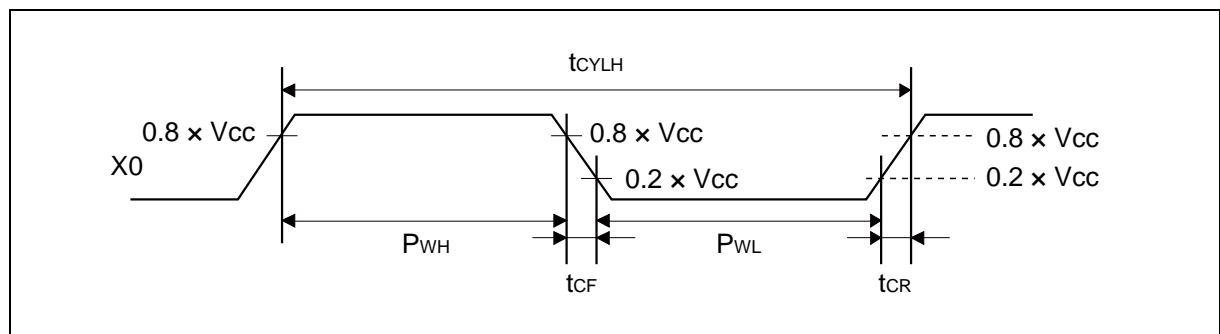 tCYLH
0.8 × Vcc
0.8 × Vcc
0.8 × Vcc
X0
0.2 × Vcc
0.2 × Vcc
PWH
PWL
tCF
tCR